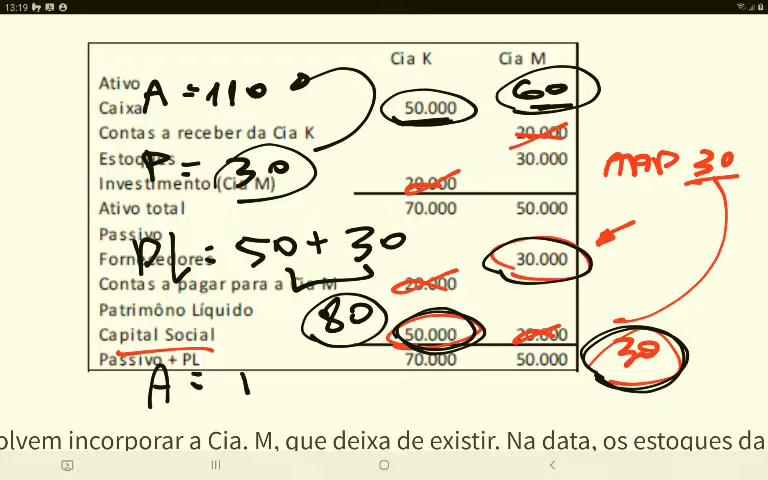 13:19
Cia K Cia M
Ativo
A = 110
60
Caixa 50.000
Contas a receber da Cia K 20.000
Estoques 30.000
P = 30
MAP 30
Investimento (Cia M) 20.000
Ativo total 70.000 50.000
Passivo
PL = 50 + 30
Fornecedores 30.000
Contas a pagar para a Cia M 20.000
Patrimôno Líquido
80
Capital Social 50.000 20.000
30
Passivo + PL 70.000 50.000
A = 1
olvem incorporar a Cia. M, que deixa de existir. Na data, os estoques da